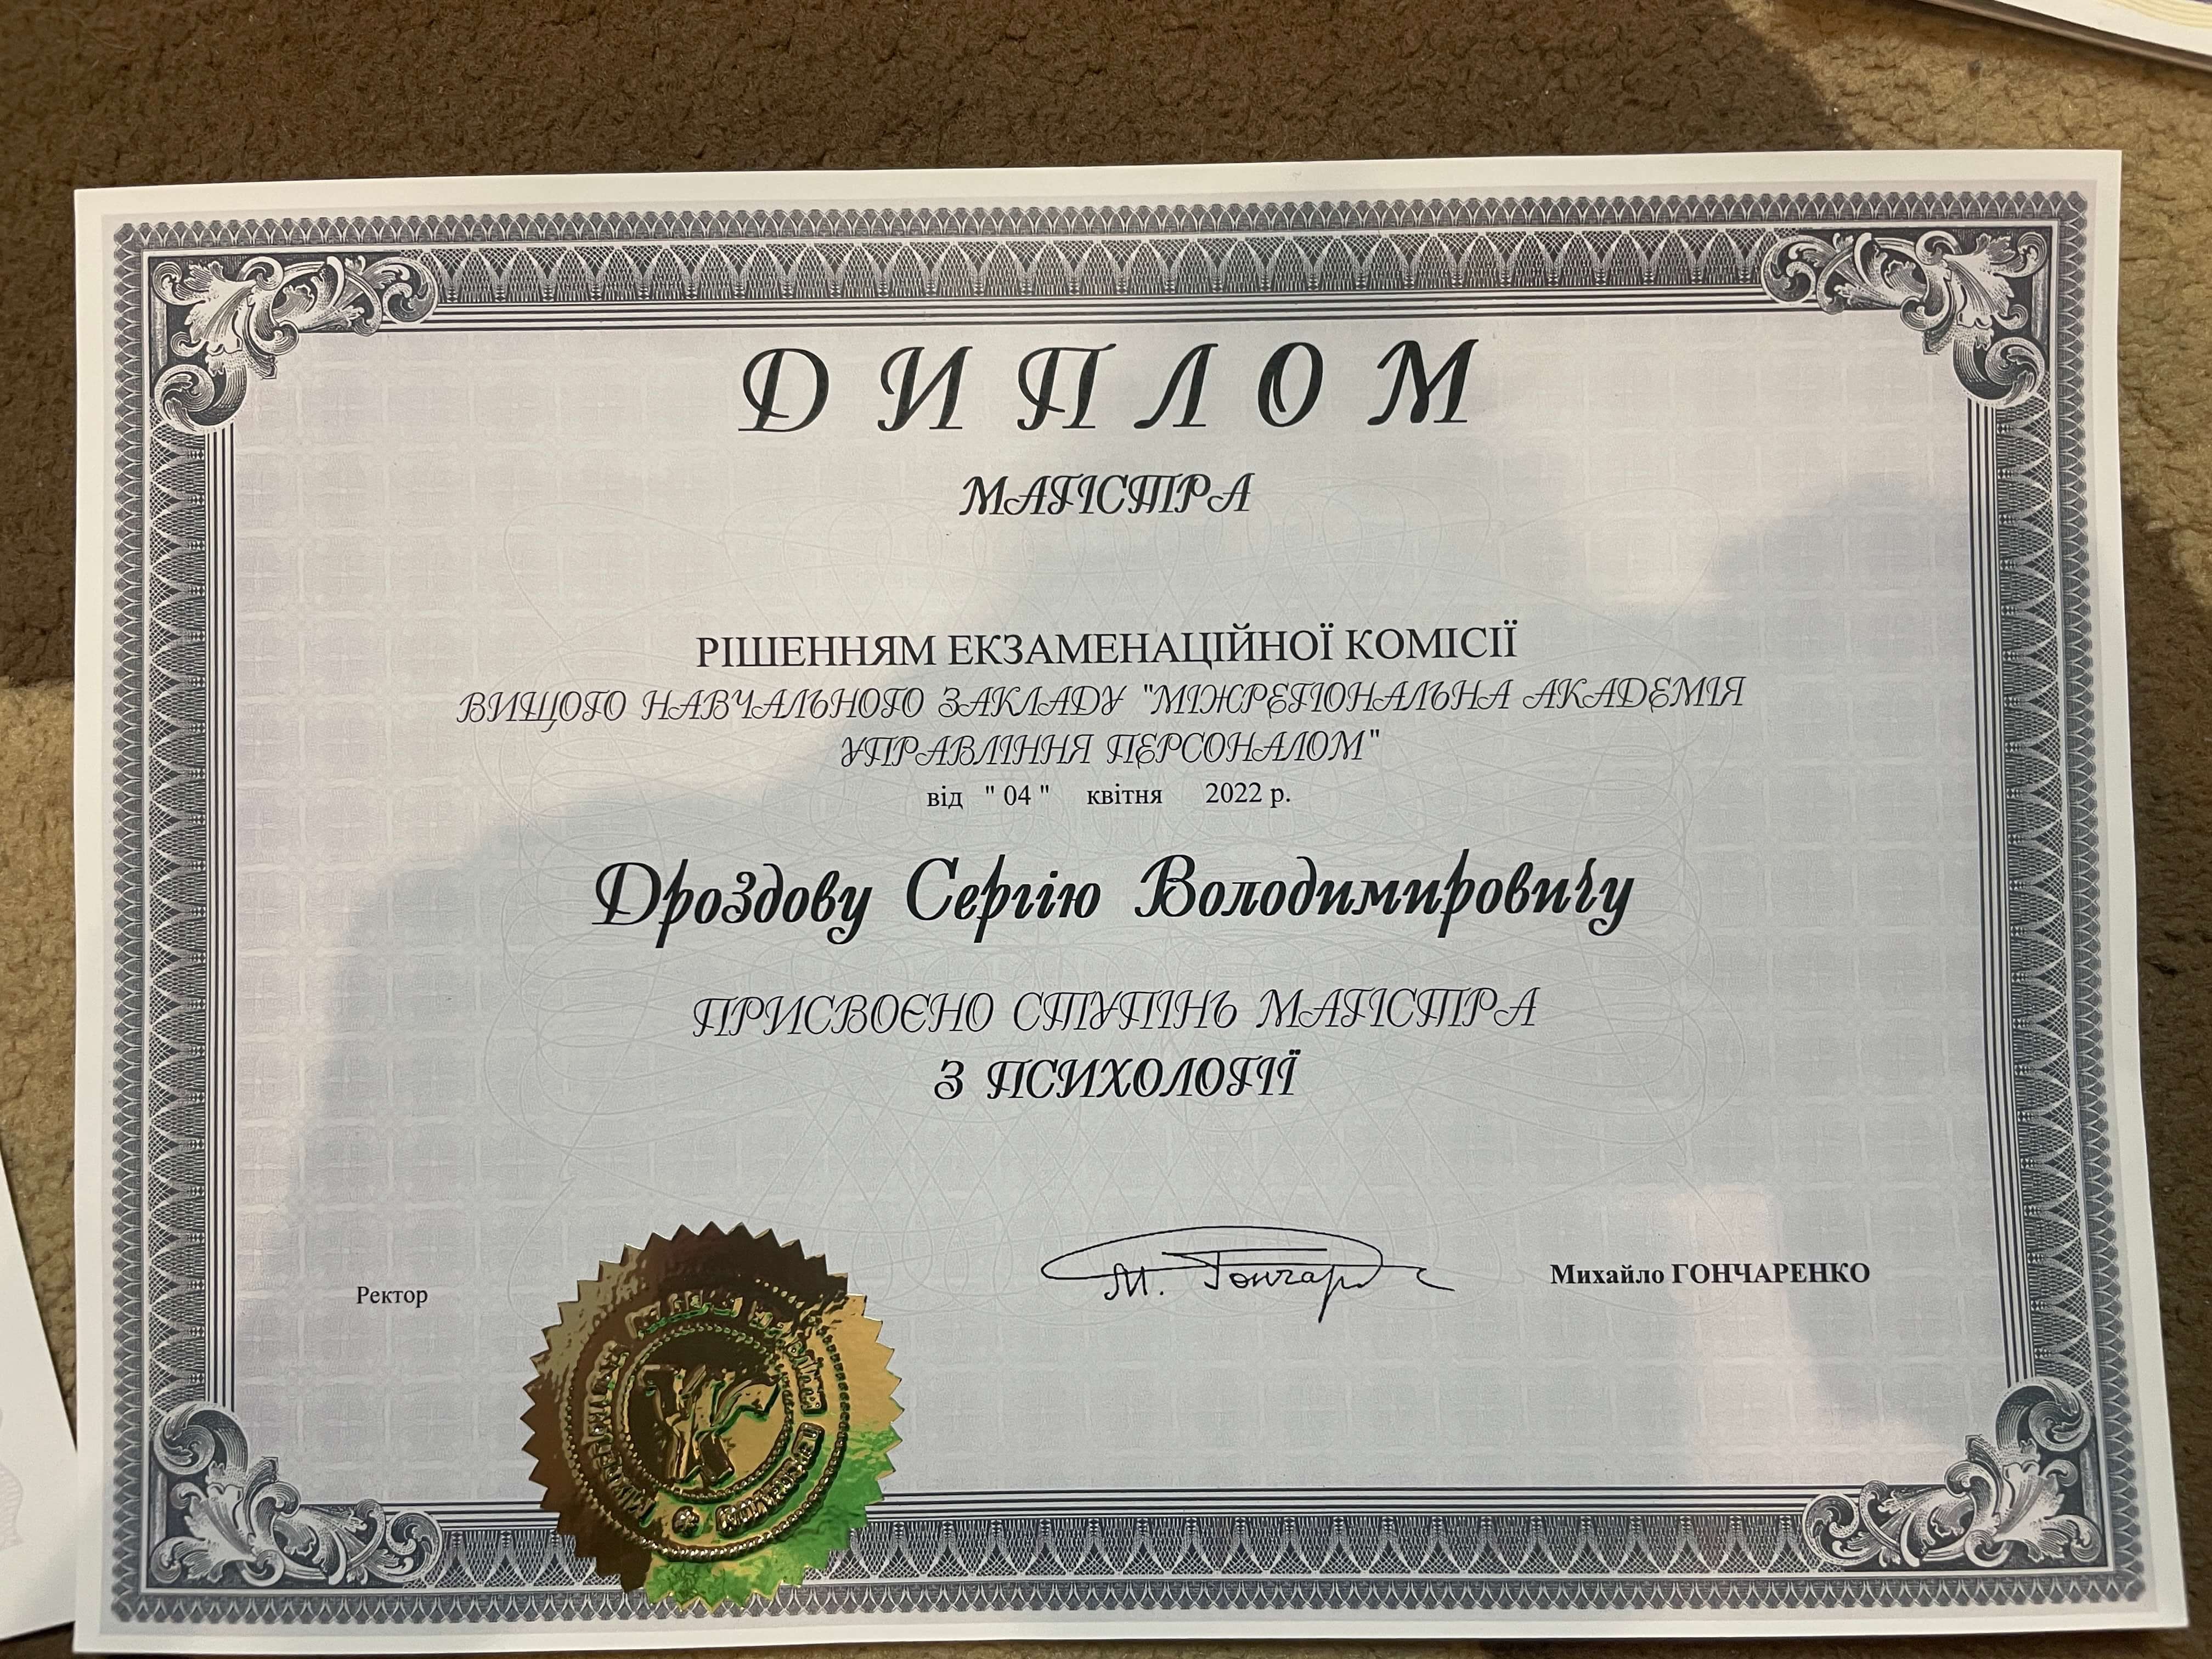 ДИПЛОМ
МАГІСТРА
РІШЕННЯМ ЕКЗАМЕНАЦІЙНОЇ КОМІСІЇ
ВИЩОГО НАВЧАЛЬНОГО ЗАКЛАДУ "МІЖРЕГІОНАЛЬНА АКАДЕМІЯ
УПРАВЛІННЯ ПЕРСОНАЛОМ"
від " 04 " квітня 2022 р.
Дроздову Сергію Володимировичу
ПРИСВОЄНО СТУПІНЬ МАГІСТРА
З ПСИХОЛОГІЇ
Ректор
М. Гончар
Михайло ГОНЧАРЕНКО